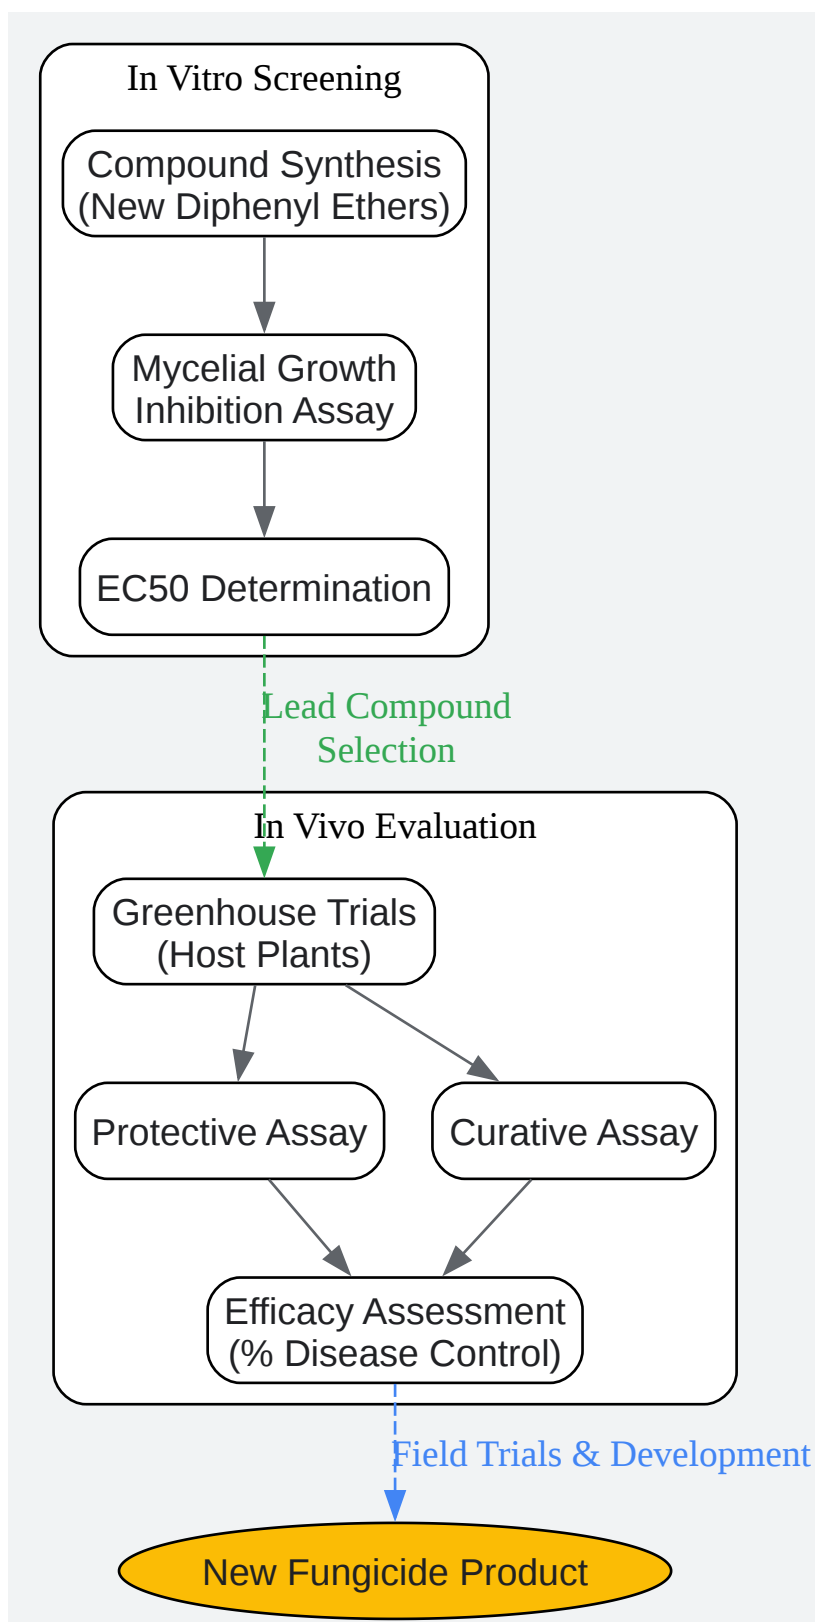 In Vitro Screening
Compound Synthesis
(New Diphenyl Ethers)
Mycelial Growth
Inhibition Assay
EC50 Determination
Lead Compound
Selection
In Vivo Evaluation
Greenhouse Trials
(Host Plants)
Protective Assay
Curative Assay
Efficacy Assessment
(% Disease Control)
Field Trials & Development
New Fungicide Product